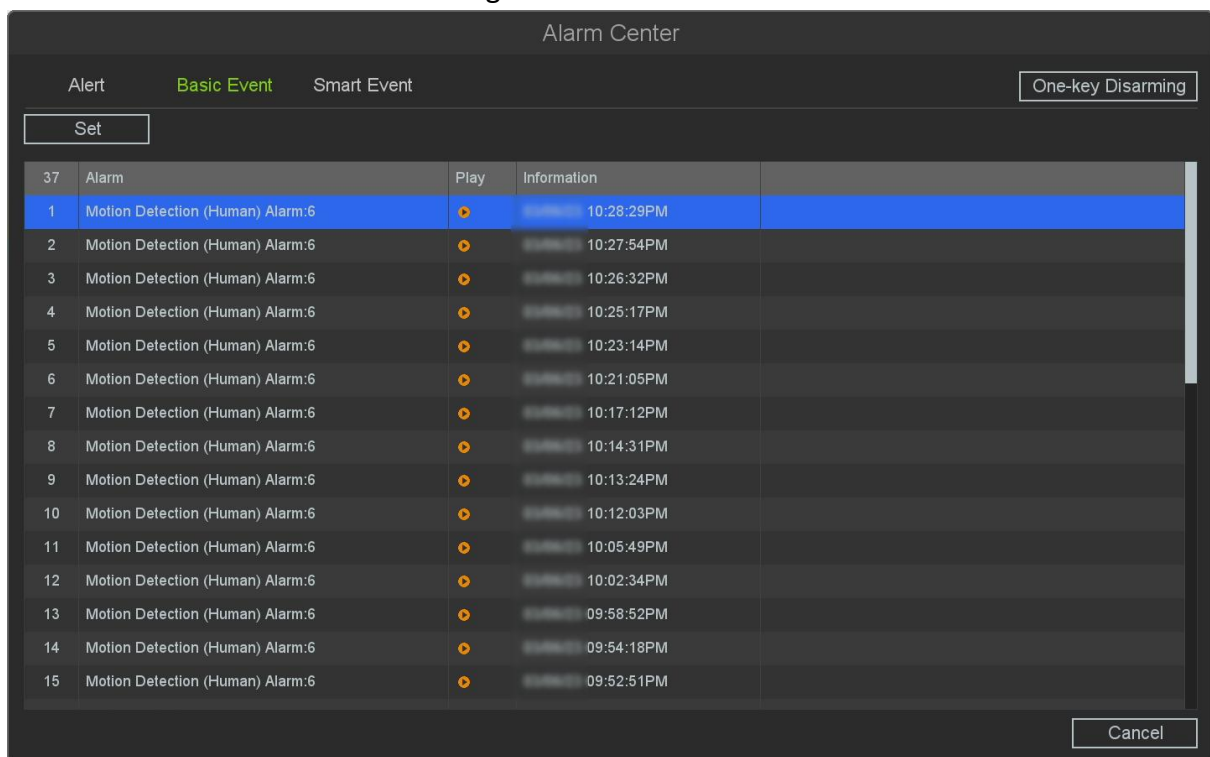 Alarm Center
Alert Basic Event Smart Event One-key Disarming
Set
37 Alarm Play Information
1 Motion Detection (Human) Alarm:6 10:28:29PM
2 Motion Detection (Human) Alarm:6 10:27:54PM
3 Motion Detection (Human) Alarm:6 10:26:32PM
4 Motion Detection (Human) Alarm:6 10:25:17PM
5 Motion Detection (Human) Alarm:6 10:23:14PM
6 Motion Detection (Human) Alarm:6 10:21:05PM
7 Motion Detection (Human) Alarm:6 10:17:12PM
8 Motion Detection (Human) Alarm:6 10:14:31PM
9 Motion Detection (Human) Alarm:6 10:13:24PM
10 Motion Detection (Human) Alarm:6 10:12:03PM
11 Motion Detection (Human) Alarm:6 10:05:49PM
12 Motion Detection (Human) Alarm:6 10:02:34PM
13 Motion Detection (Human) Alarm:6 09:58:52PM
14 Motion Detection (Human) Alarm:6 09:54:18PM
15 Motion Detection (Human) Alarm:6 09:52:51PM
Cancel